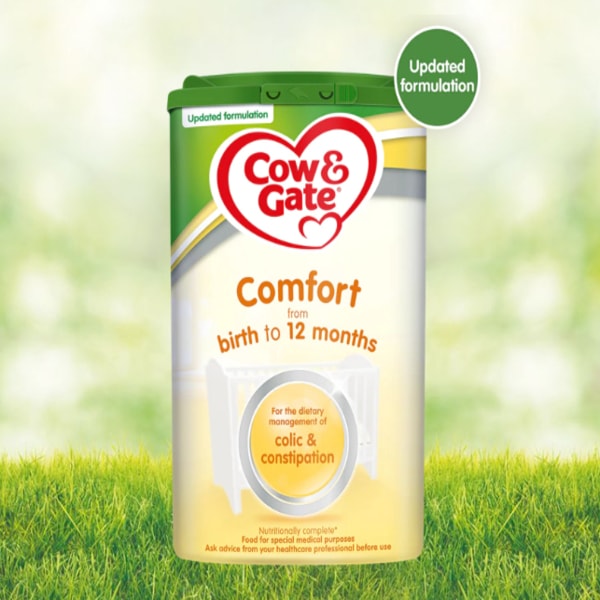 Updated
formulation
Updated formulation
Cow &
Gate®
Comfort
from
birth to 12 months
For the dietary
management of
colic &
constipation
Nutritionally complete*
Food for special medical purposes
Ask advice from your healthcare professional before use